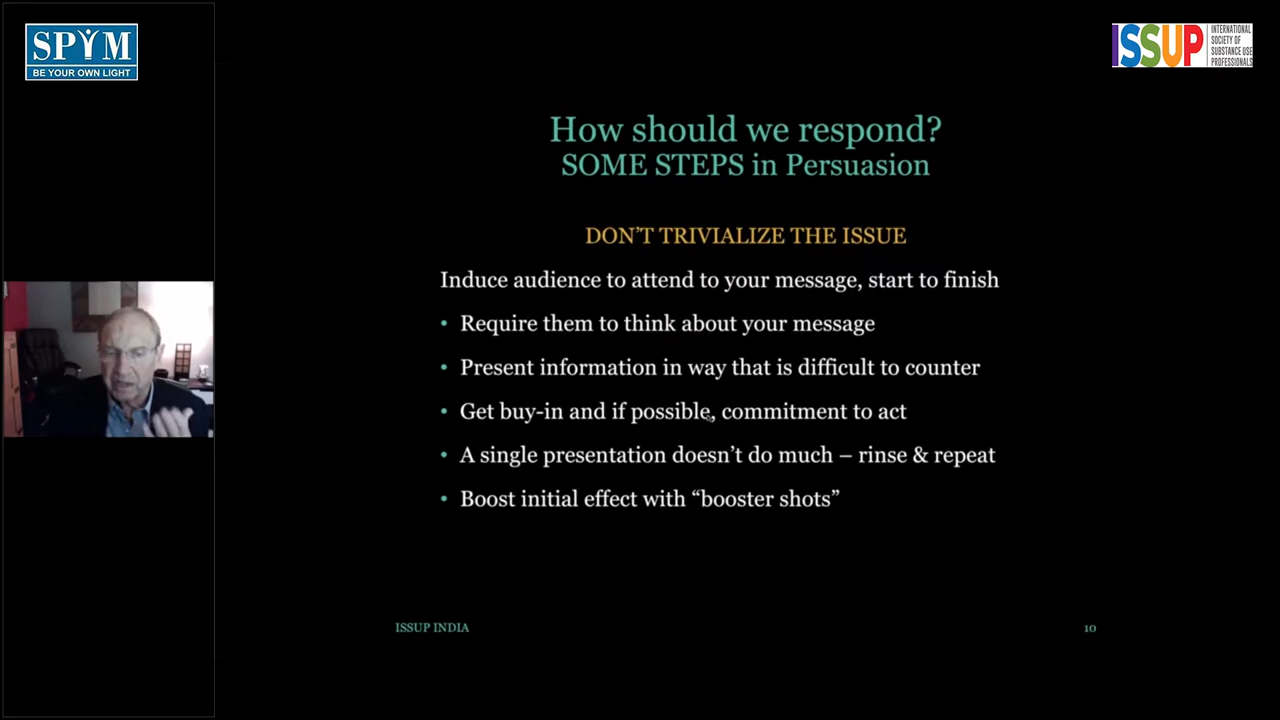 SPYM
BE YOUR OWN LIGHT
ISSUP
INTERNATIONAL
SOCIETY OF
SUBSTANCE USE
PROFESSIONALS
How should we respond?
SOME STEPS in Persuasion
DON'T TRIVIALIZE THE ISSUE
Induce audience to attend to your message, start to finish
• Require them to think about your message
• Present information in way that is difficult to counter
• Get buy-in and if possible, commitment to act
• A single presentation doesn't do much – rinse & repeat
• Boost initial effect with “booster shots”
ISSUP INDIA
10